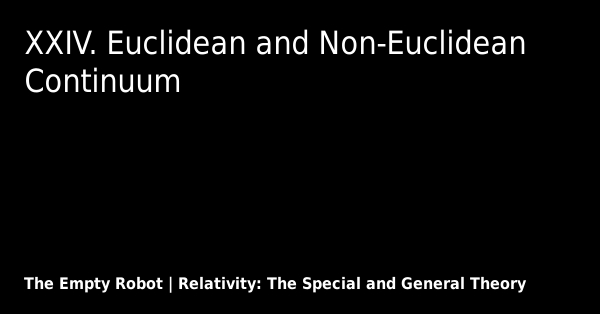 XXIV. Euclidean and Non-Euclidean
Continuum
The Empty Robot | Relativity: The Special and General Theory